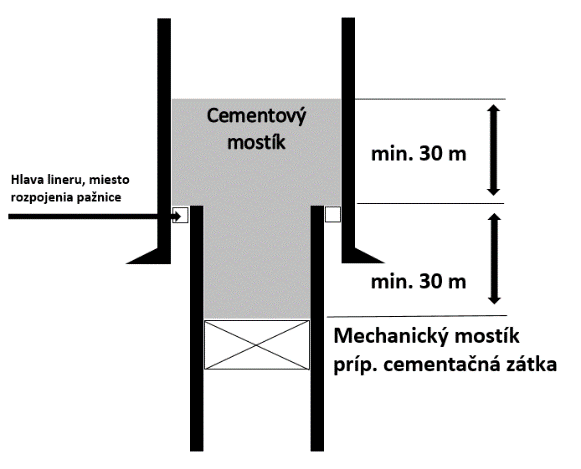 Cementový
mostík
min. 30 m
Hlava lineru, miesto
rozpojenia pažnice
min. 30 m
Mechanický mostík
príp. cementačná zátka